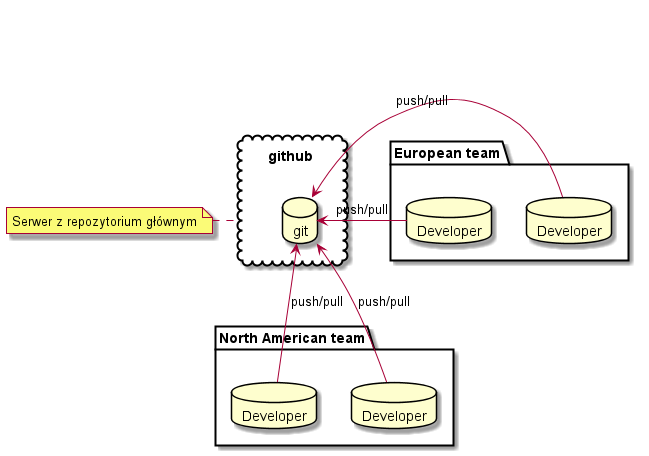 push/pull
github
European team
Serwer z repozytorium głównym
git
push/pull
Developer
Developer
push/pull
push/pull
North American team
Developer
Developer